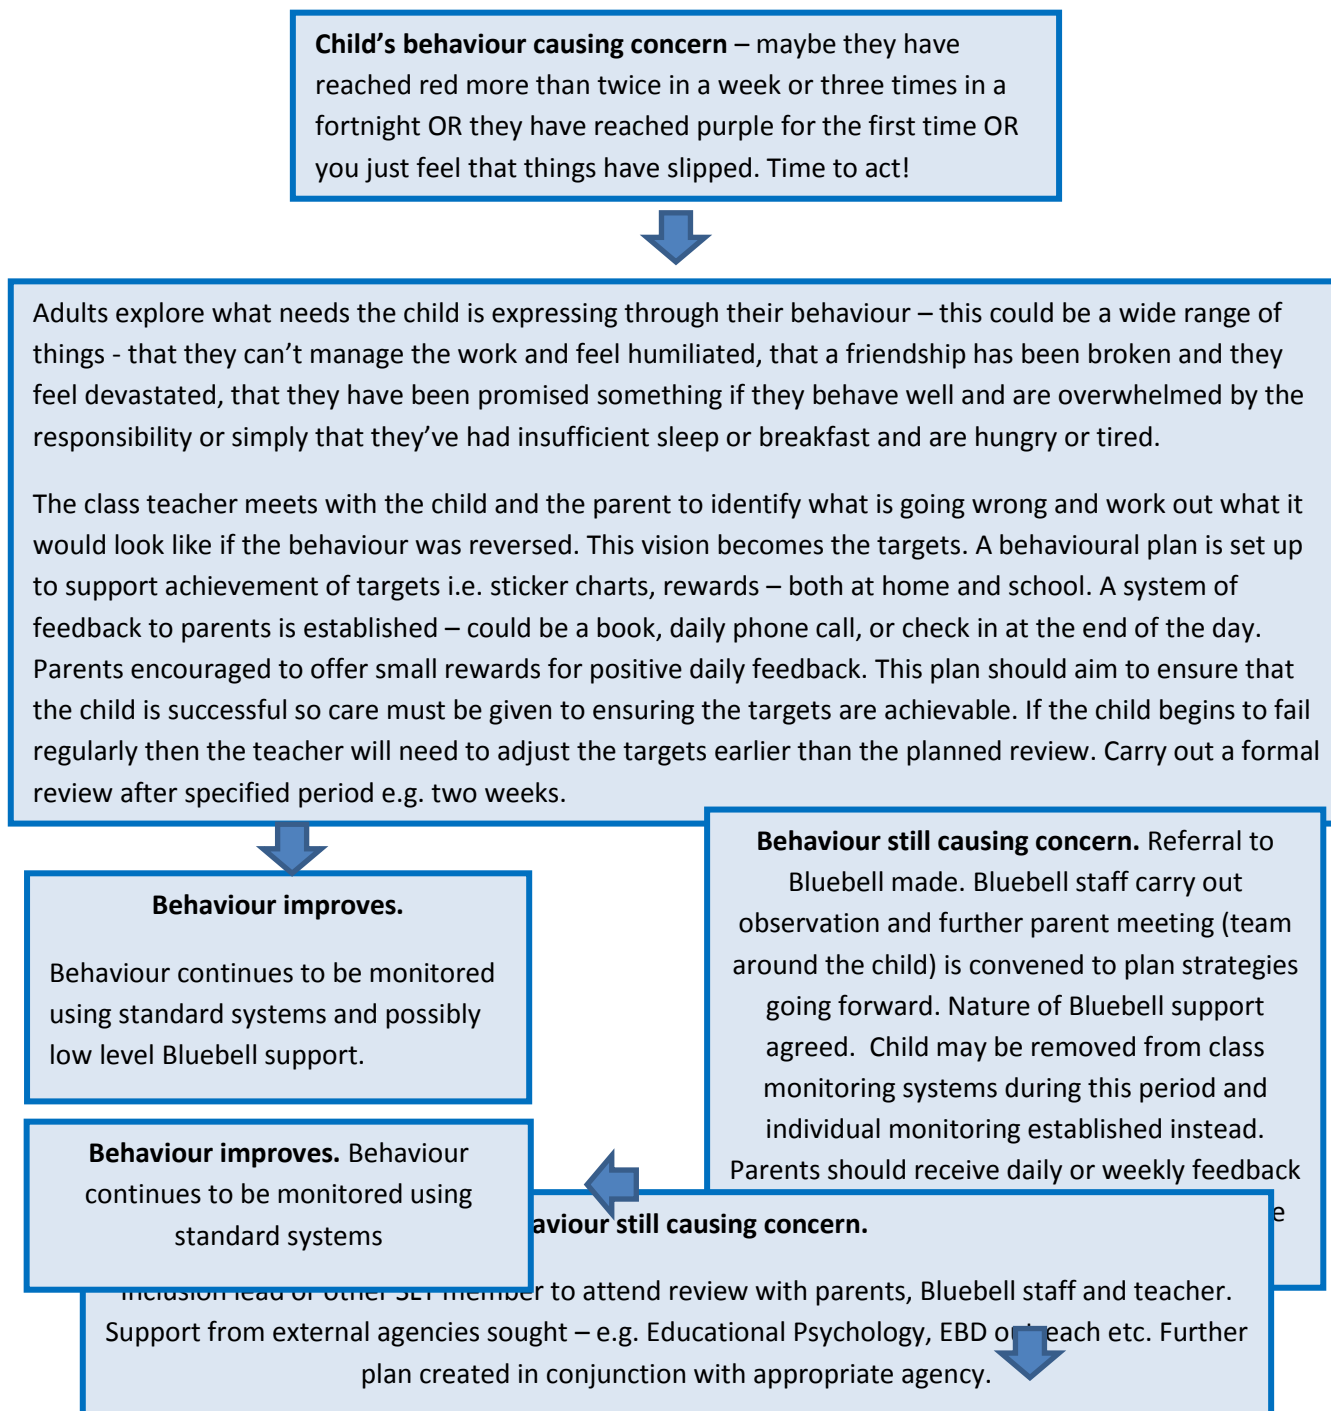 Child’s behaviour causing concern – maybe they have
reached red more than twice in a week or three times in a
fortnight OR they have reached purple for the first time OR
you just feel that things have slipped. Time to act!
Adults explore what needs the child is expressing through their behaviour – this could be a wide range of
things - that they can’t manage the work and feel humiliated, that a friendship has been broken and they
feel devastated, that they have been promised something if they behave well and are overwhelmed by the
responsibility or simply that they’ve had insufficient sleep or breakfast and are hungry or tired.
The class teacher meets with the child and the parent to identify what is going wrong and work out what it
would look like if the behaviour was reversed. This vision becomes the targets. A behavioural plan is set up
to support achievement of targets i.e. sticker charts, rewards – both at home and school. A system of
feedback to parents is established – could be a book, daily phone call, or check in at the end of the day.
Parents encouraged to offer small rewards for positive daily feedback. This plan should aim to ensure that
the child is successful so care must be given to ensuring the targets are achievable. If the child begins to fail
regularly then the teacher will need to adjust the targets earlier than the planned review. Carry out a formal
review after specified period e.g. two weeks.
Behaviour improves.
Behaviour continues to be monitored
using standard systems and possibly
low level Bluebell support.
Behaviour still causing concern. Referral to
Bluebell made. Bluebell staff carry out
observation and further parent meeting (team
around the child) is convened to plan strategies
going forward. Nature of Bluebell support
agreed.  Child may be removed from class
monitoring systems during this period and
individual monitoring established instead.
Parents should receive daily or weekly feedback
Behaviour improves. Behaviour
continues to be monitored using
standard systems
still causing concern.
to attend review with parents, Bluebell staff and teacher.
Support from external agencies sought – e.g. Educational Psychology, EBD etc. Further
plan created in conjunction with appropriate agency.